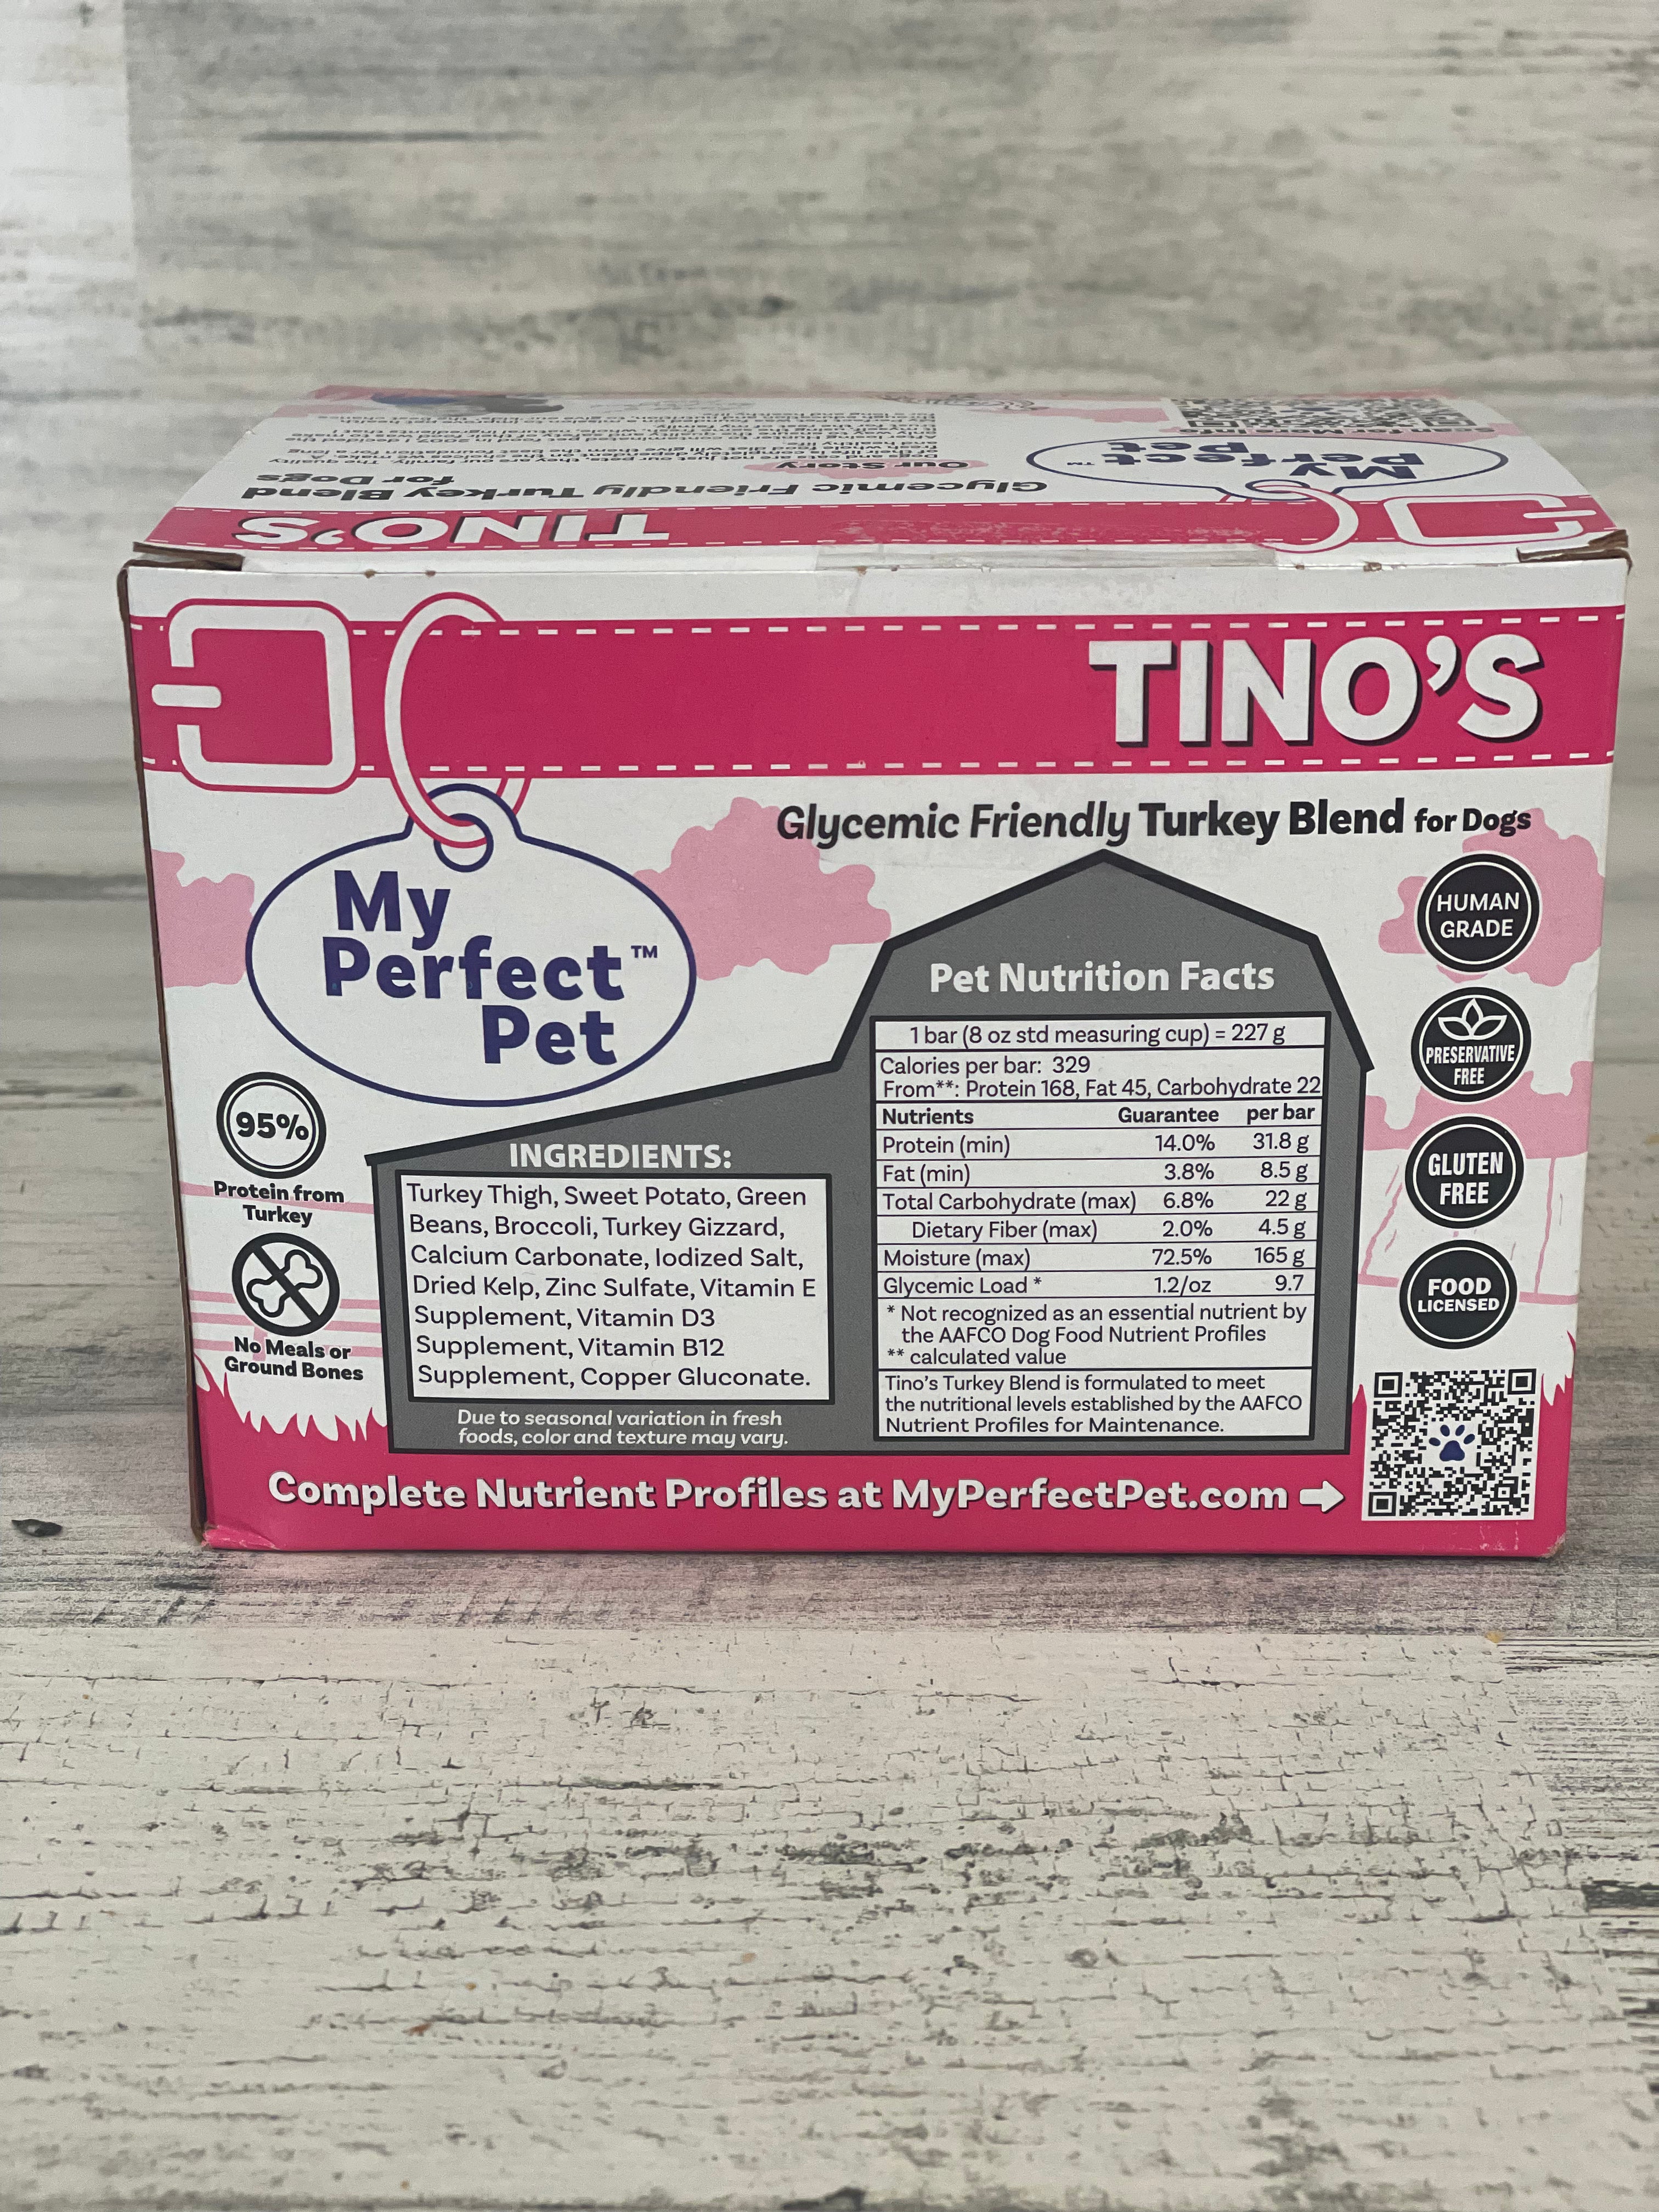 TINO'S
Glycemic Friendly Turkey Blend
for Dogs
Our Story
My
Perfect
Pet™
TINO'S
Glycemic Friendly Turkey Blend for Dogs
My
Perfect™
Pet
95%
Protein from
Turkey
No Meals or
Ground Bones
INGREDIENTS:
Turkey Thigh, Sweet Potato, Green
Beans, Broccoli, Turkey Gizzard,
Calcium Carbonate, Iodized Salt,
Dried Kelp, Zinc Sulfate, Vitamin E
Supplement, Vitamin D3
Supplement, Vitamin B12
Supplement, Copper Gluconate.
Due to seasonal variation in fresh
foods, color and texture may vary.
Pet Nutrition Facts
1 bar (8 oz std measuring cup) = 227 g
Calories per bar: 329
From**: Protein 168, Fat 45, Carbohydrate 22
Nutrients Guarantee per bar
Protein (min) 14.0% 31.8 g
Fat (min) 3.8% 8.5 g
Total Carbohydrate (max) 6.8% 22 g
Dietary Fiber (max) 2.0% 4.5 g
Moisture (max) 72.5% 165 g
Glycemic Load * 1.2/oz 9.7
* Not recognized as an essential nutrient by
the AAFCO Dog Food Nutrient Profiles
** calculated value
Tino's Turkey Blend is formulated to meet
the nutritional levels established by the AAFCO
Nutrient Profiles for Maintenance.
HUMAN
GRADE
PRESERVATIVE
FREE
GLUTEN
FREE
FOOD
LICENSED
Complete Nutrient Profiles at MyPerfectPet.com